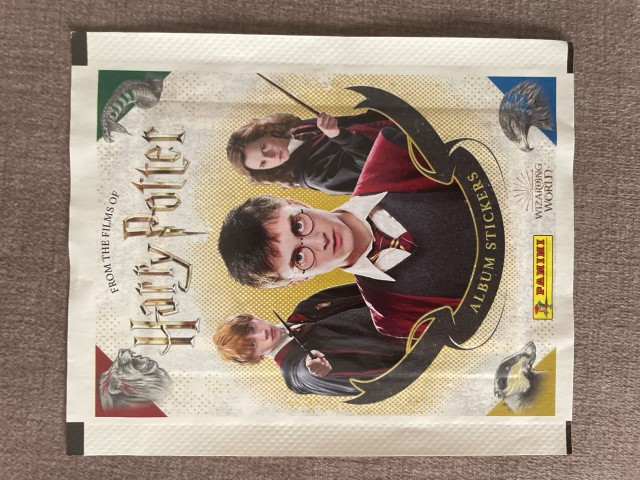 FROM THE FILMS OF
Harry Potter
ALBUM STICKERS
PANINI
WIZARDING
WORLD